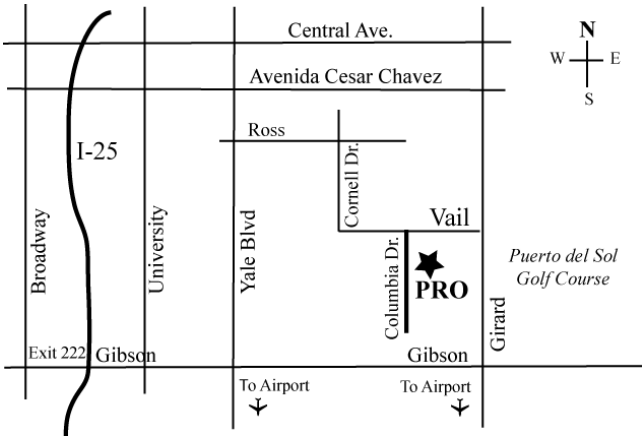 Central Ave.
N
W
E
S
Avenida Cesar Chavez
Ross
I-25
Cornell Dr.
Vail
Broadway
University
Yale Blvd
Columbia Dr.
PRO
Puerto del Sol
Golf Course
Girard
Exit 222
Gibson
Gibson
To Airport
To Airport